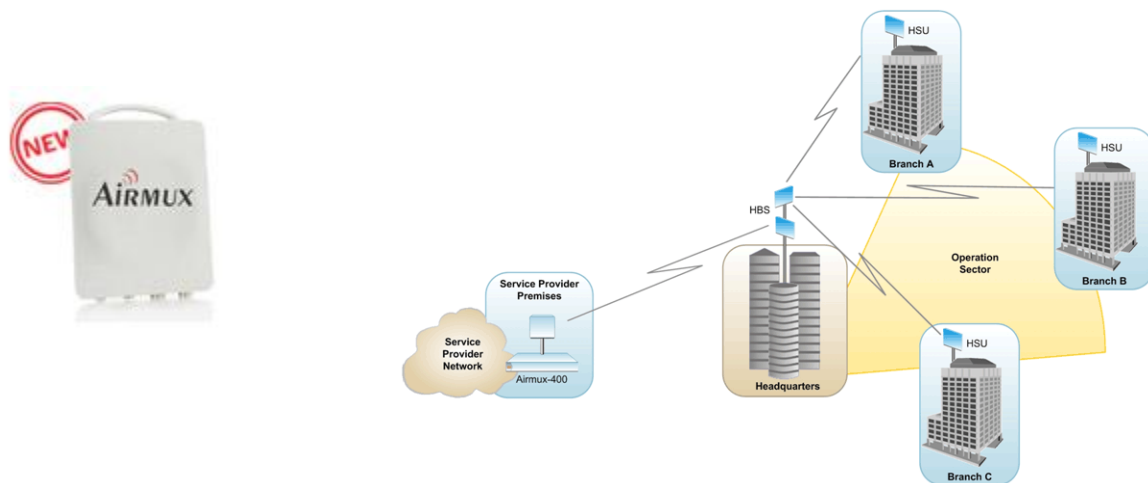 NEW
AIRMUX
HSU
Branch A
HSU
Branch B
HBS
Operation
Sector
Service Provider
Premises
Service
Provider
Network
Airmux-400
Headquarters
HSU
Branch C